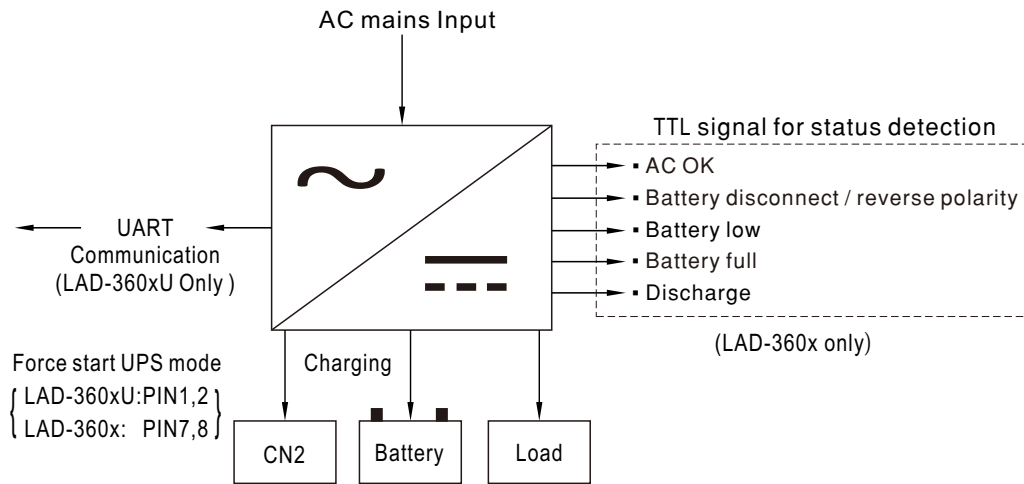 AC mains Input
TTL signal for status detection
▪ AC OK
▪ Battery disconnect / reverse polarity
▪ Battery low
▪ Battery full
▪ Discharge
(LAD-360x only)
UART
Communication
(LAD-360xU Only )
Force start UPS mode
LAD-360xU:PIN1,2
LAD-360x: PIN7,8
Charging
CN2
Battery
Load